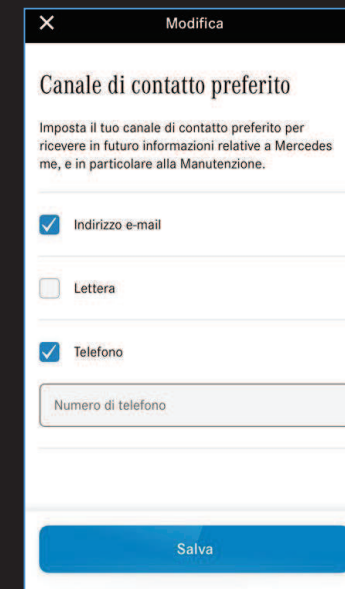 Modifica
Canale di contatto preferito
Imposta il tuo canale di contatto preferito per
ricevere in futuro informazioni relative a Mercedes
me, e in particolare alla Manutenzione.
Indirizzo e-mail
Lettera
Telefono
Numero di telefono
Salva